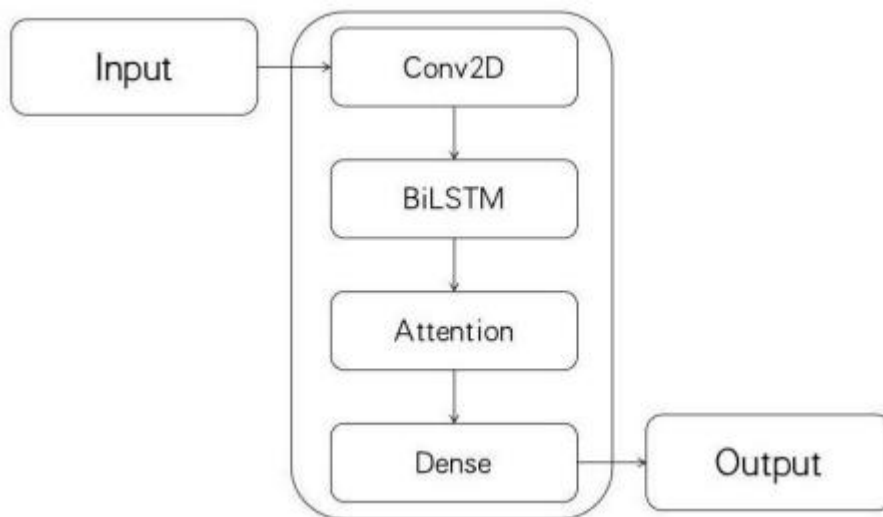 Input
Conv2D
BiLSTM
Attention
Dense
Output